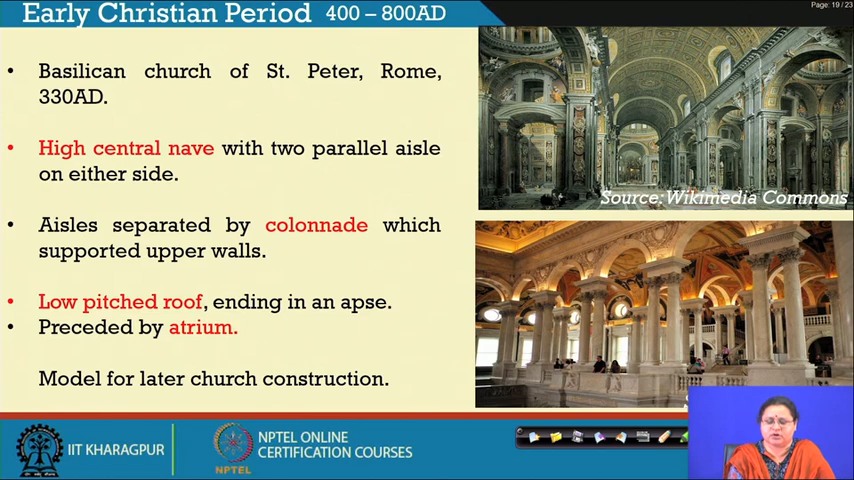 Early Christian Period 400 – 800AD
Page: 19 / 23
• Basilican church of St. Peter, Rome,
330AD.
• High central nave with two parallel aisle
on either side.
• Aisles separated by colonnade which
supported upper walls.
• Low pitched roof, ending in an apse.
• Preceded by atrium.
Model for later church construction.
Source: Wikimedia Commons
IIT KHARAGPUR
NPTEL
NPTEL ONLINE
CERTIFICATION COURSES